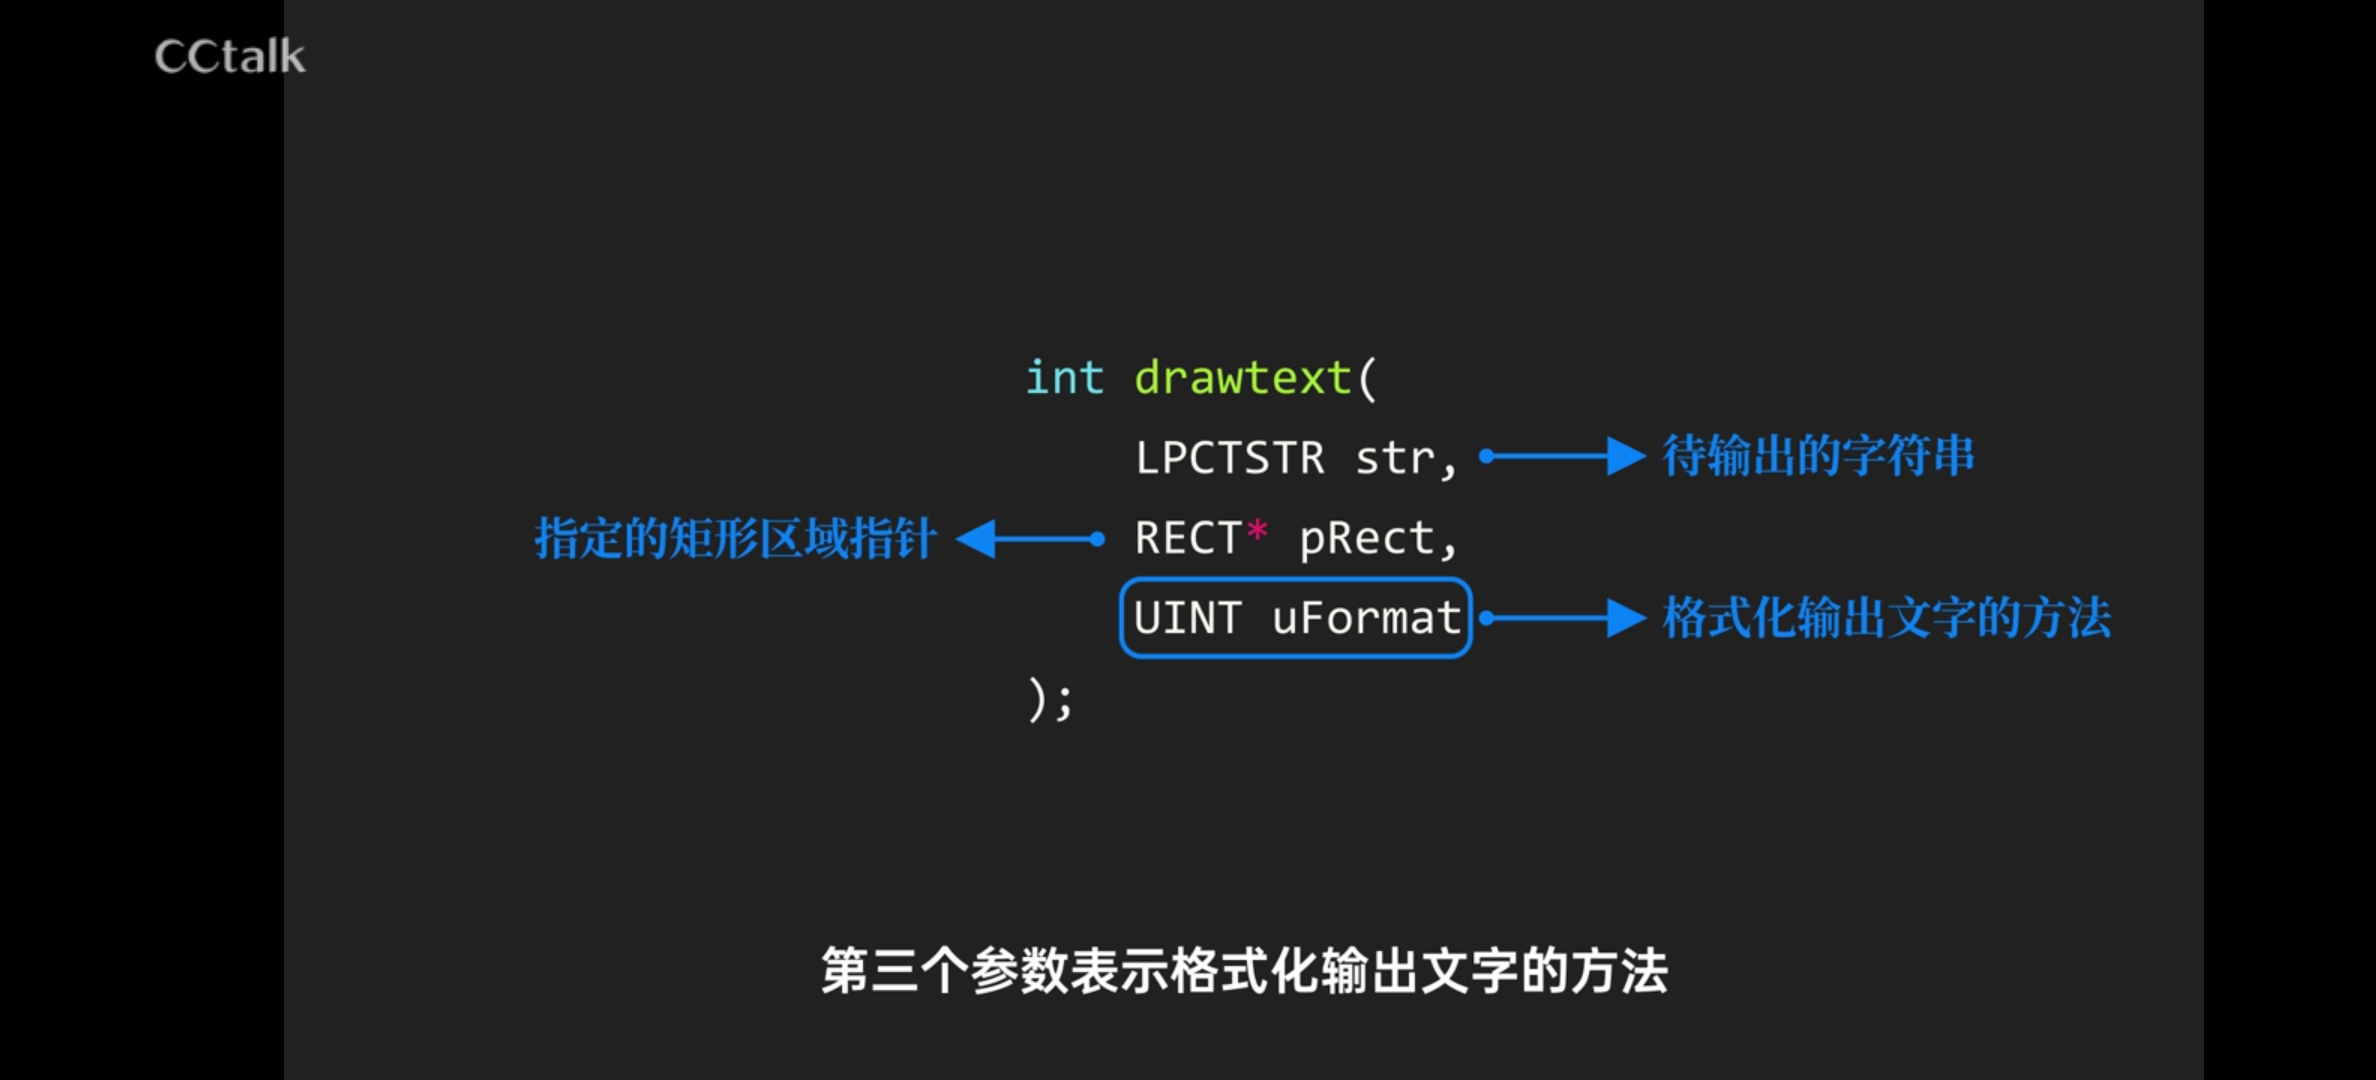 CCtalk
int drawtext(
LPCTSTR str,
待输出的字符串
指定的矩形区域指针
RECT* pRect,
UINT uFormat
格式化输出文字的方法
);
第三个参数表示格式化输出文字的方法